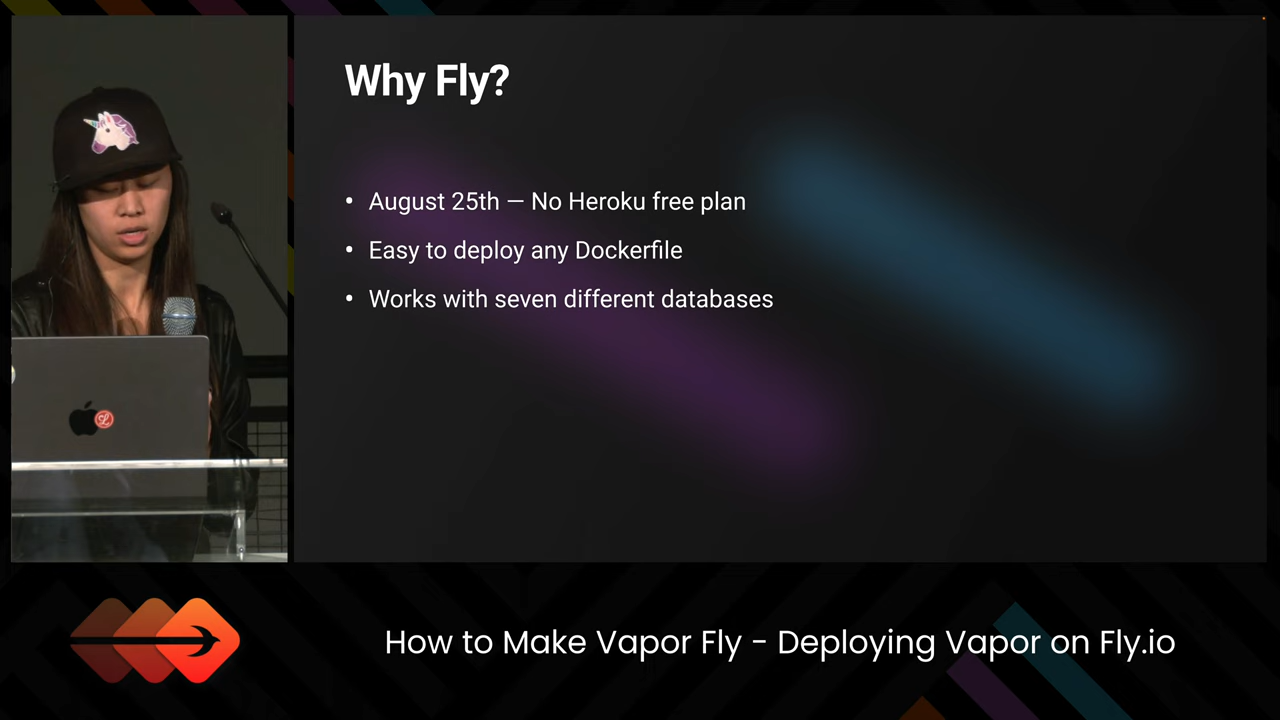 Why Fly?
• August 25th — No Heroku free plan
• Easy to deploy any Dockerfile
• Works with seven different databases
How to Make Vapor Fly - Deploying Vapor on Fly.io